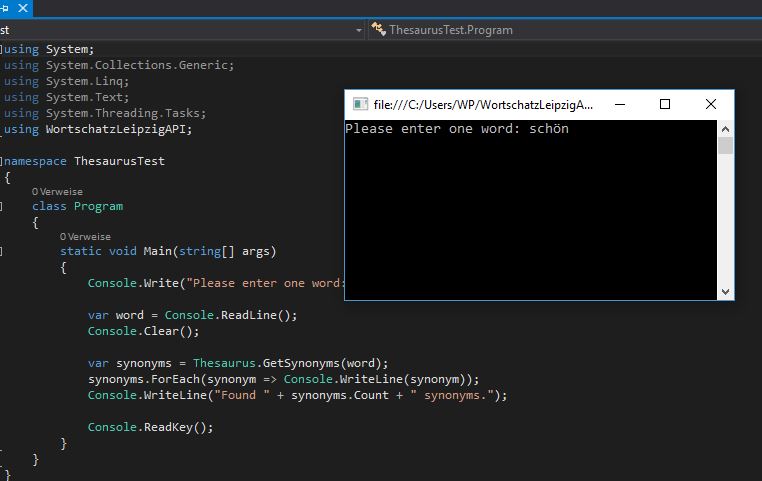 st
ThesaurusTest.Program
using System;
using System.Collections.Generic;
using System.Linq;
using System.Text;
using System.Threading.Tasks;
using WortschatzLeipzigAPI;
namespace ThesaurusTest
{
0 Verweise
class Program
{
0 Verweise
static void Main(string[] args)
{
Console.Write("Please enter one word:
var word = Console.ReadLine();
Console.Clear();
var synonyms = Thesaurus.GetSynonyms(word);
synonyms.ForEach(synonym => Console.WriteLine(synonym));
Console.WriteLine("Found " + synonyms.Count + " synonyms.");
Console.ReadKey();
}
}
}
file:///C:/Users/WP/WortschatzLeipzigA...
Please enter one word: schön